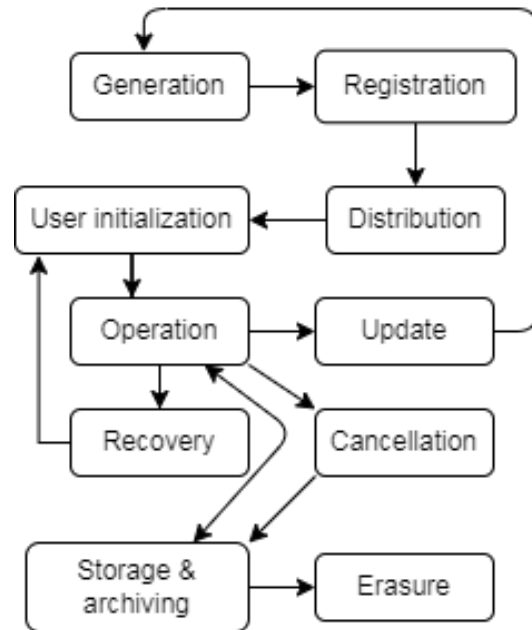 Generation
Registration
User initialization
Distribution
Operation
Update
Recovery
Cancellation
Storage &
archiving
Erasure